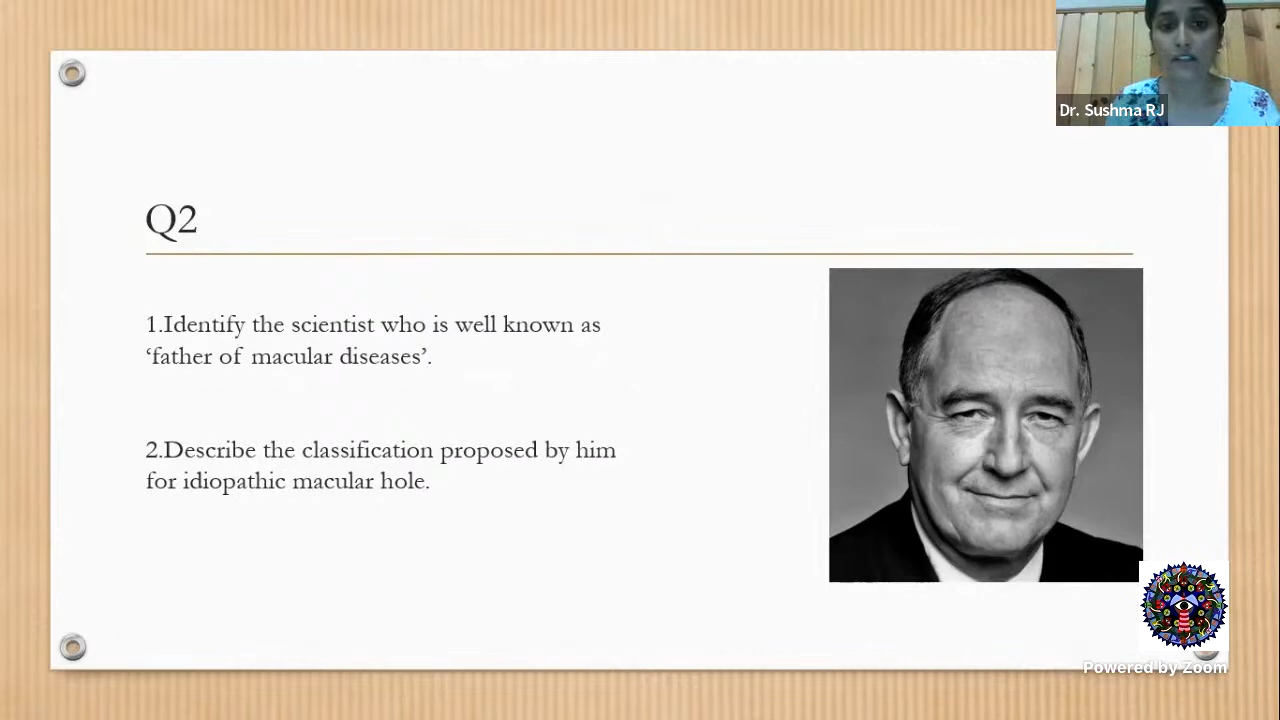 Dr. Sushma RJ
Q2
1.Identify the scientist who is well known as
‘father of macular diseases’.
2.Describe the classification proposed by him
for idiopathic macular hole.
Powered by Zoom